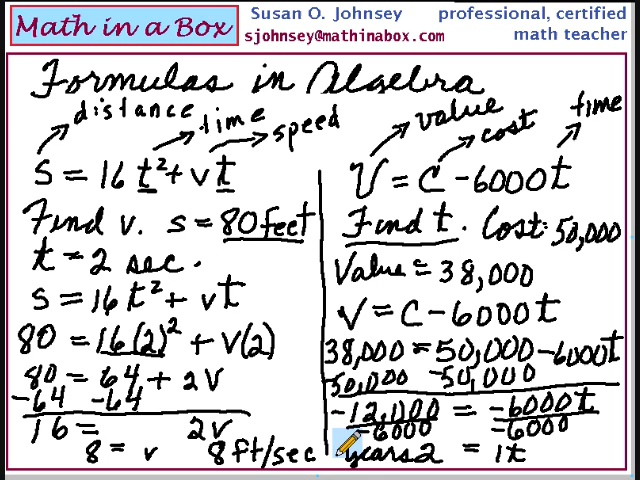 Math in a Box
Susan O. Johnsey professional, certified
sjohnsey@mathinabox.com math teacher
Formulas in Algebra
distance time speed
S = 16t² + vt
Find v. s = 80 feet
t = 2 sec.
s = 16t² + vt
80 = 16(2)² + v(2)
80 = 64 + 2v
-64 -64
16 = 2v
8 = v 8 ft/sec
value cost time
V = C - 6000t
Find t. Cost: 50,000
Value = 38,000
V = C - 6000t
38,000 = 50,000 - 6000t
-50,000 -50,000
-12,000 = -6000t
-6000 -6000
years 2 = 1t